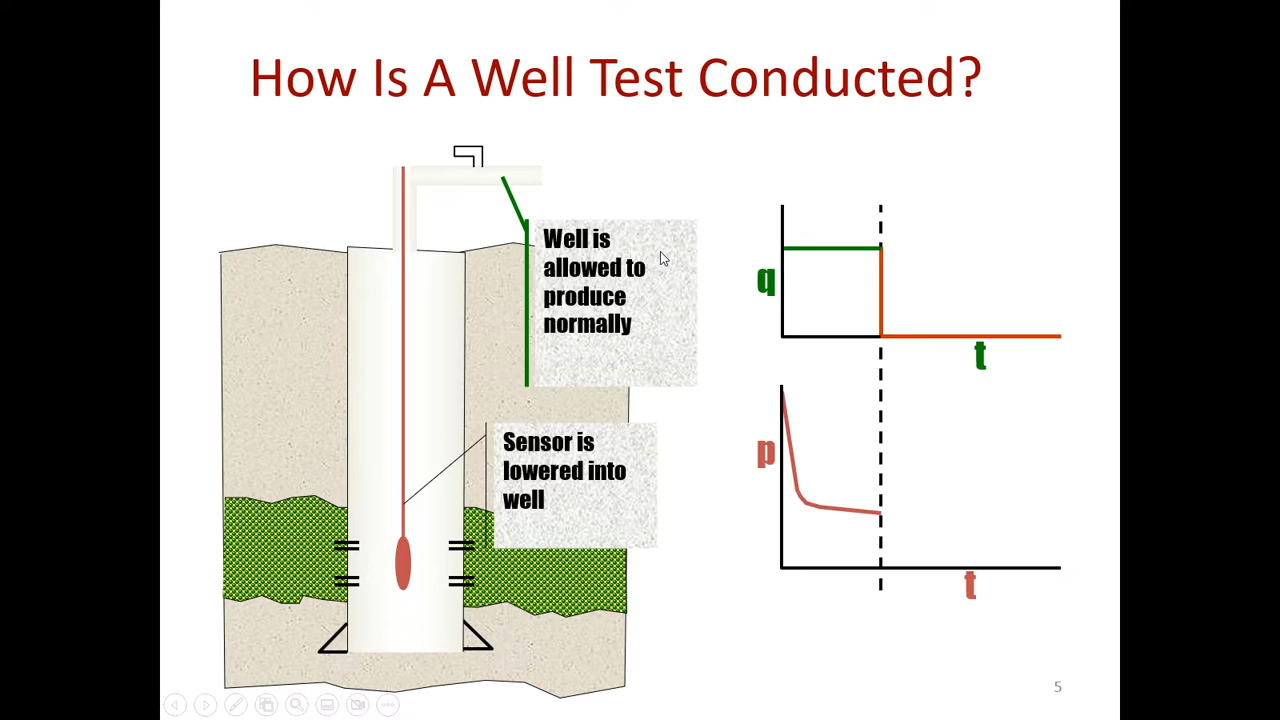 How Is A Well Test Conducted?
Well is
allowed to
produce
normally
Sensor is
lowered into
well
q
t
p
t
5